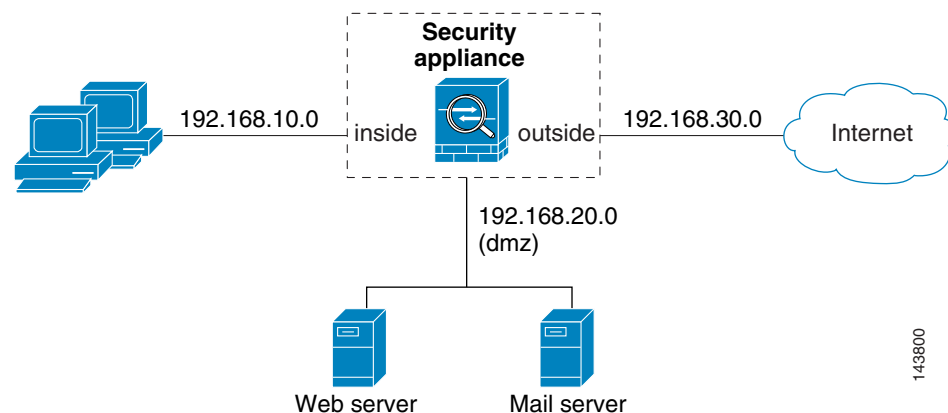 Security
appliance
192.168.10.0
inside
outside
192.168.30.0
Internet
192.168.20.0
(dmz)
Web server
Mail server
143800